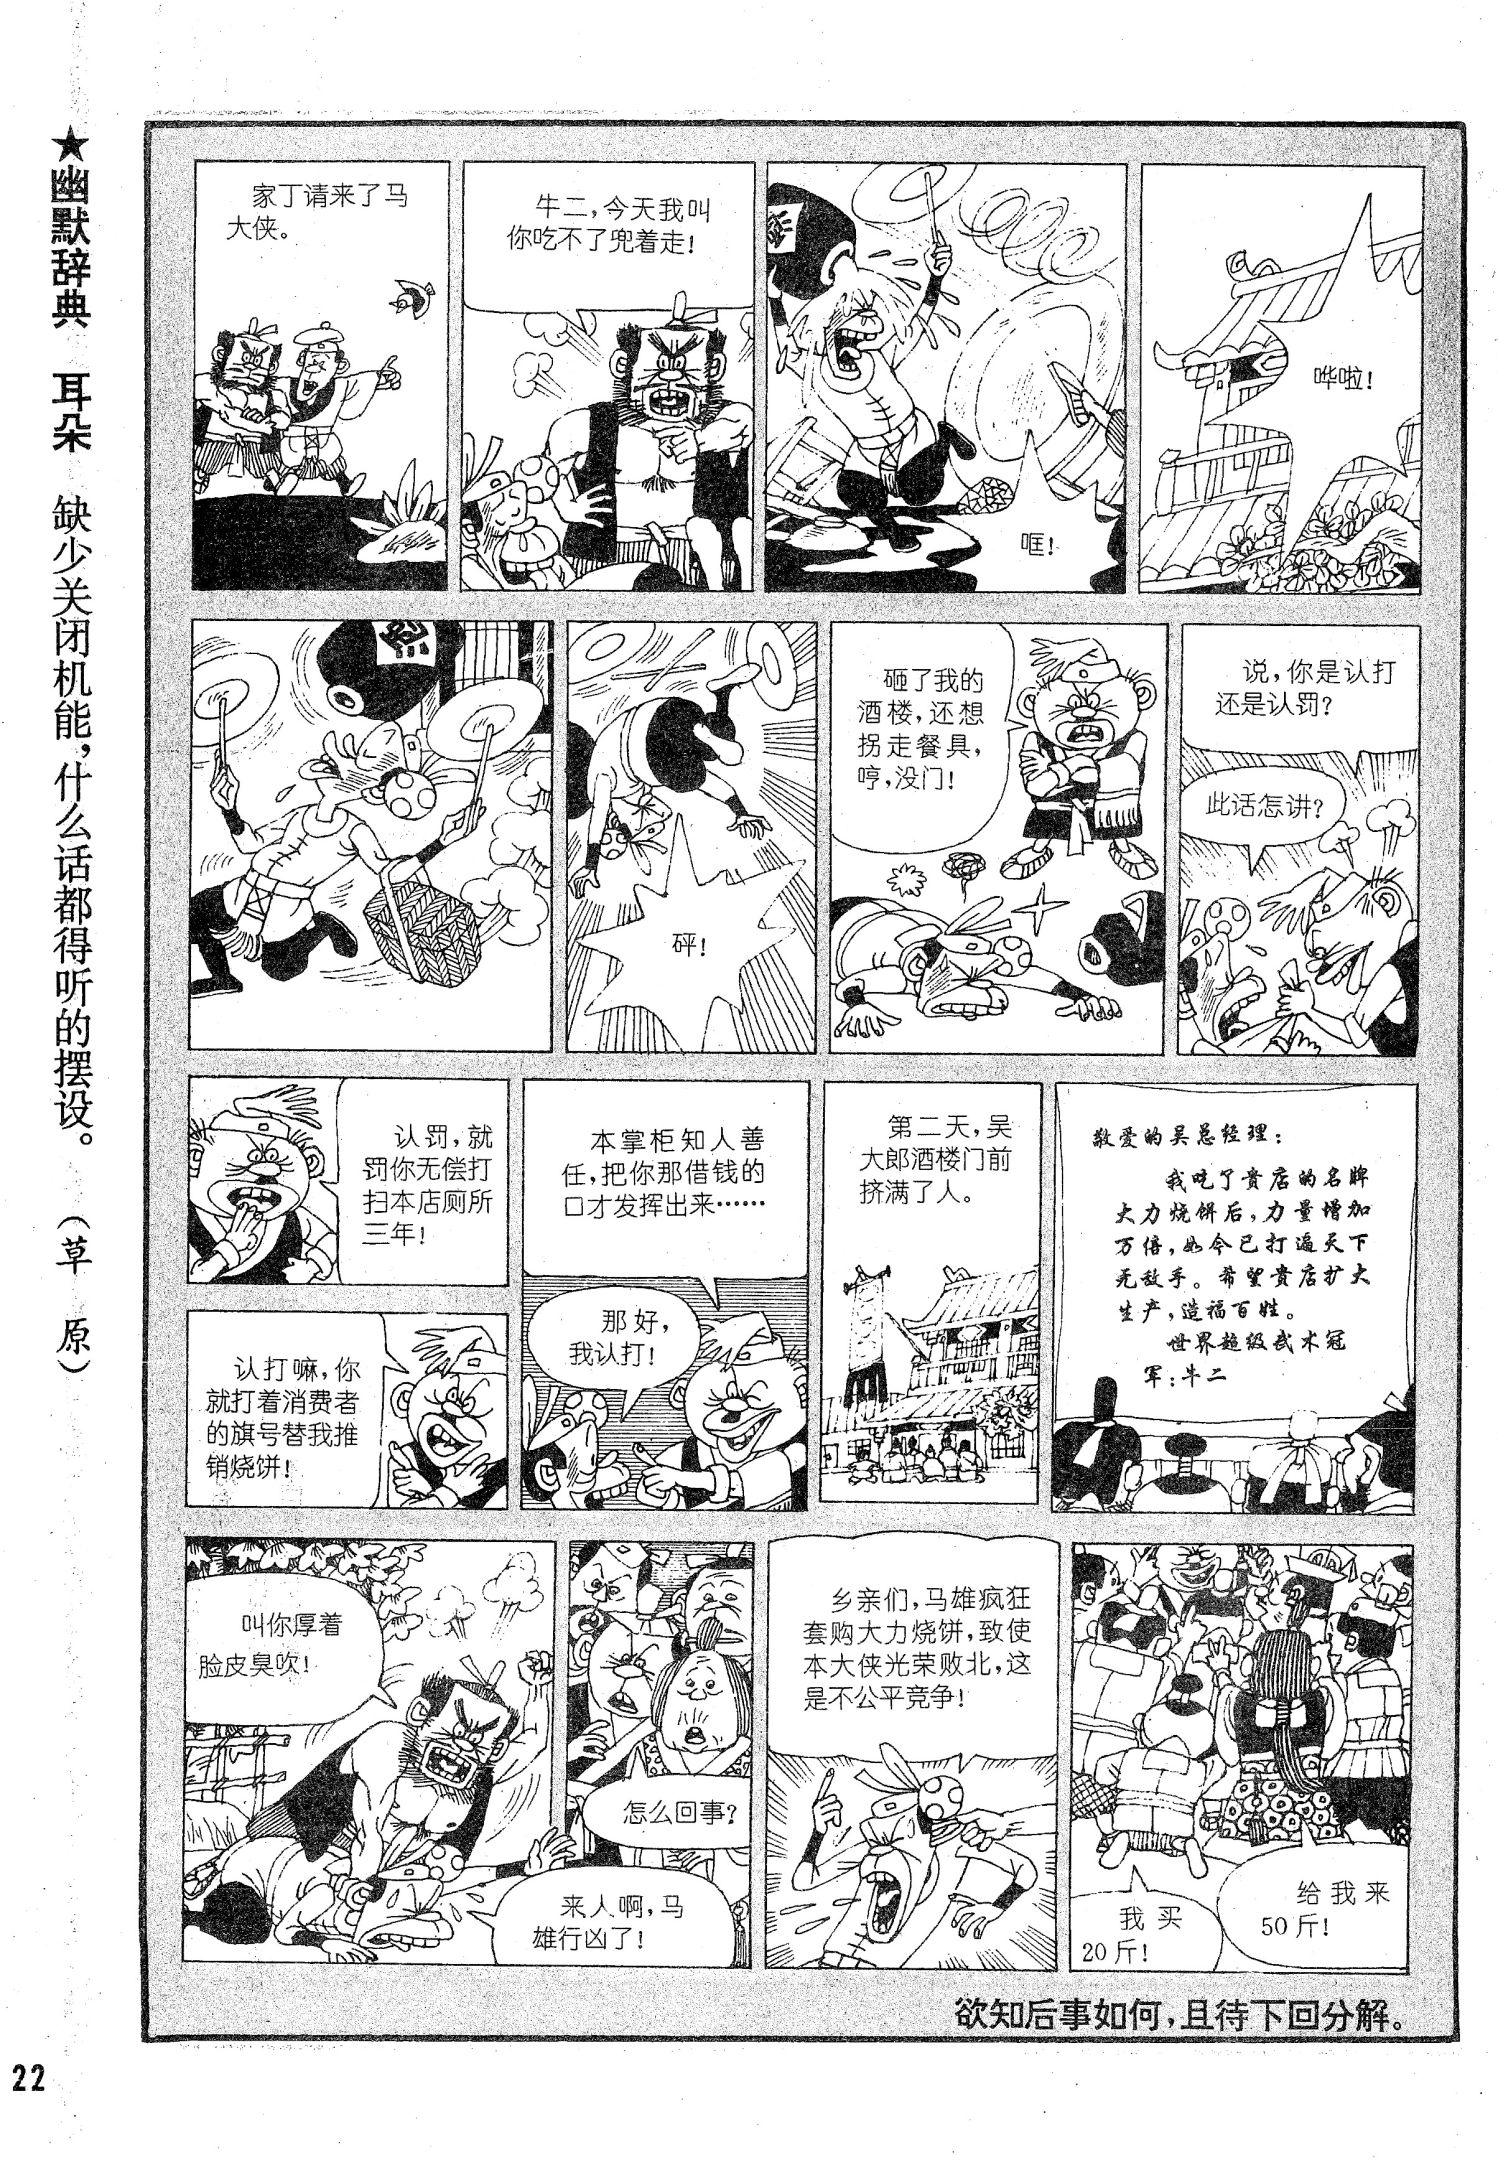 ★幽默辞典 耳朵 缺少关闭机能，什么话都得听的摆设。（草 原）
家丁请来了马
大侠。
牛二，今天我叫
你吃不了兜着走！
哐！
哗啦！
砰！
砸了我的
酒楼，还想
拐走餐具，
哼，没门！
说，你是认打
还是认罚？
此话怎讲？
认罚，就
罚你无偿打
扫本店厕所
三年！
认打嘛，你
就打着消费者
的旗号替我推
销烧饼！
本掌柜知人善
任，把你那借钱的
口才发挥出来……
那好，
我认打！
第二天，吴
大郎酒楼门前
挤满了人。
敬爱的吴总经理：
我吃了贵店的名牌
大力烧饼后，力量增加
万倍，如今已打遍天下
无敌手。希望贵店扩大
生产，造福百姓。
世界超级武术冠
军：牛二
叫你厚着
脸皮臭吹！
怎么回事？
来人啊，马
雄行凶了！
乡亲们，马雄疯狂
套购大力烧饼，致使
本大侠光荣败北，这
是不公平竞争！
我买
20斤！
给我来
50斤！
欲知后事如何，且待下回分解。
22